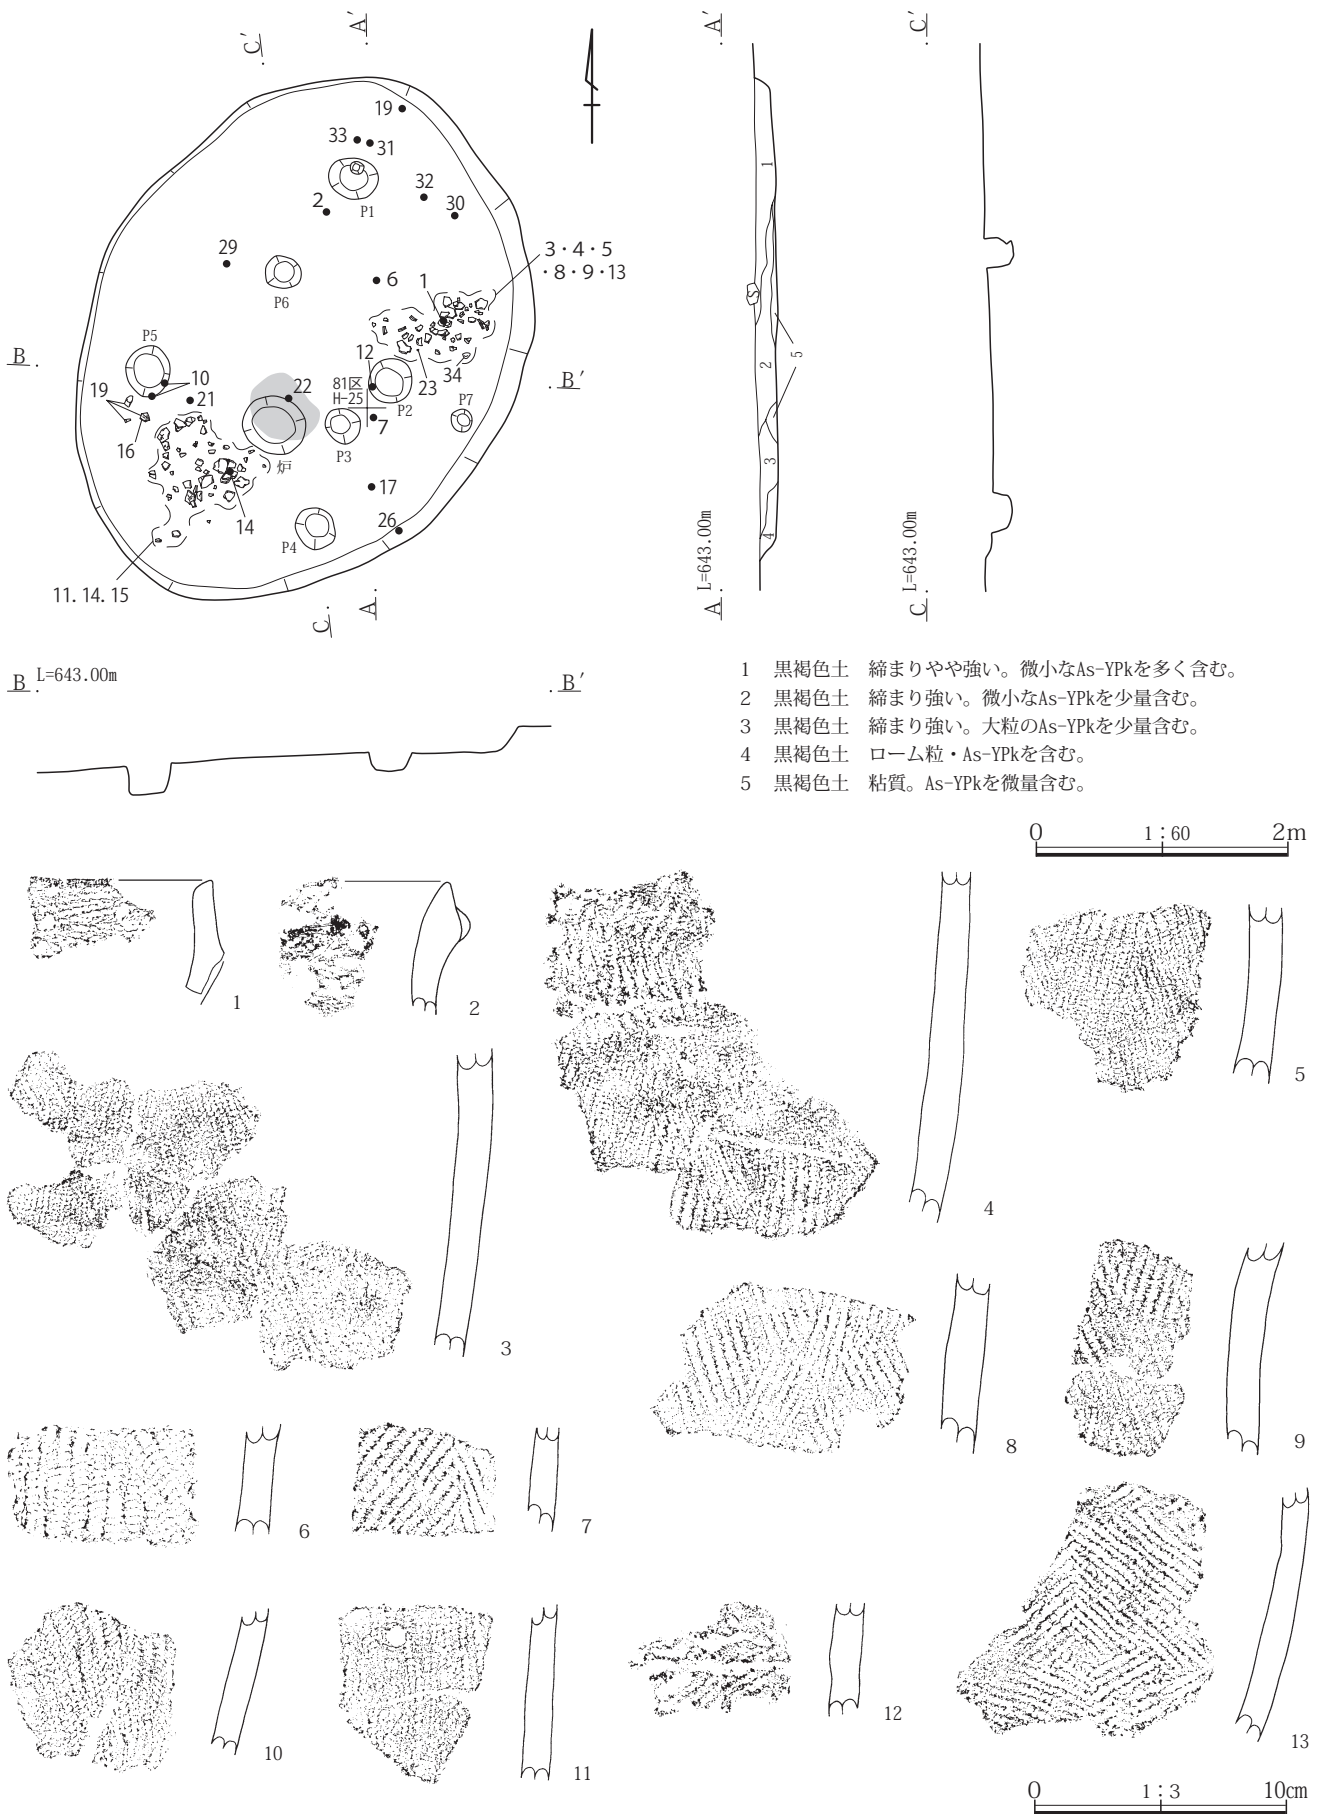 A′
C′
19
33
31
32
2
30
P1
29
3・4・5
・8・9・13
6
1
P6
P5
B
12
B′
10
22
81区
H-25
23
34
19
21
P2
P7
7
16
P3
炉
17
14
26
P4
11. 14. 15
C
A
A′
1
S
5
2
3
4
L=643.00m
A
C′
L=643.00m
C
B
L=643.00m
B′
1 黒褐色土 締まりやや強い。微小なAs-YPkを多く含む。
2 黒褐色土 締まり強い。微小なAs-YPkを少量含む。
3 黒褐色土 締まり強い。大粒のAs-YPkを少量含む。
4 黒褐色土 ローム粒・As-YPkを含む。
5 黒褐色土 粘質。As-YPkを微量含む。
0 1:60 2m
1
2
5
4
3
8
9
6
7
10
11
12
13
0 1:3 10cm